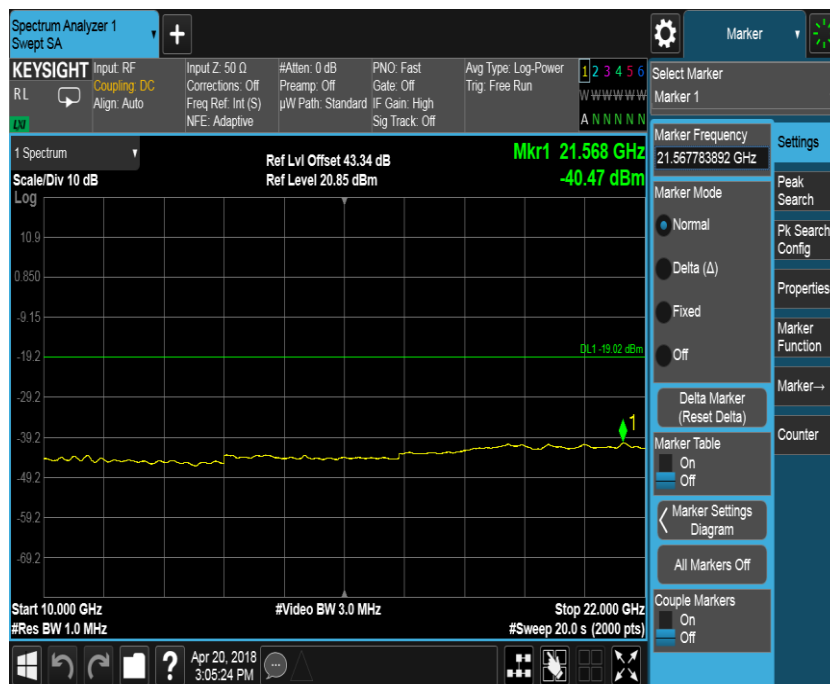 Spectrum Analyzer 1
Swept SA
+
Marker
KEYSIGHT
RL
LXI
Input: RF
Coupling: DC
Align: Auto
Input Z: 50 Ω
Corrections: Off
Freq Ref: Int (S)
NFE: Adaptive
#Atten: 0 dB
Preamp: Off
µW Path: Standard
PNO: Fast
Gate: Off
IF Gain: High
Sig Track: Off
Avg Type: Log-Power
Trig: Free Run
1 2 3 4 5 6
W W W W W W
A N N N N N
Select Marker
Marker 1
1 Spectrum
Scale/Div 10 dB
Log
Ref Lvl Offset 43.34 dB
Ref Level 20.85 dBm
Mkr1 21.568 GHz
-40.47 dBm
10.9
0.850
-9.15
-19.2
-29.2
-39.2
-49.2
-59.2
-69.2
DL1 -19.02 dBm
1
Start 10.000 GHz
#Res BW 1.0 MHz
#Video BW 3.0 MHz
Stop 22.000 GHz
#Sweep 20.0 s (2000 pts)
Marker Frequency
21.567783892 GHz
Marker Mode
Normal
Delta (Δ)
Fixed
Off
Delta Marker
(Reset Delta)
Marker Table
On
Off
Marker Settings
Diagram
All Markers Off
Couple Markers
On
Off
Settings
Peak
Search
Pk Search
Config
Properties
Marker
Function
Marker→
Counter
?
Apr 20, 2018
3:05:24 PM